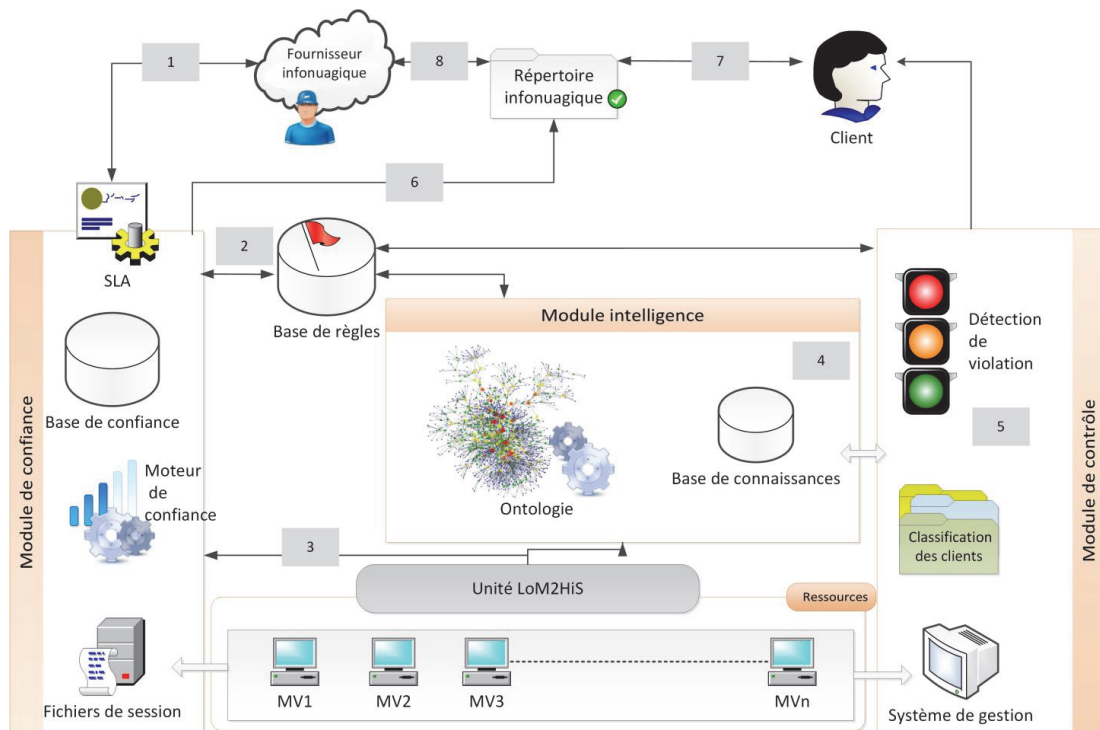 1
Fournisseur
infonuagique
8
Répertoire
infonuagique
7
Client
6
SLA
2
Base de règles
Module intelligence
4
Ontologie
Base de connaissances
Détection
de
violation
5
Classification
des clients
Système de gestion
Module de contrôle
Module de confiance
Base de confiance
Moteur
de
confiance
3
Unité LoM2HiS
Ressources
Fichiers de session
MV1
MV2
MV3
MVn